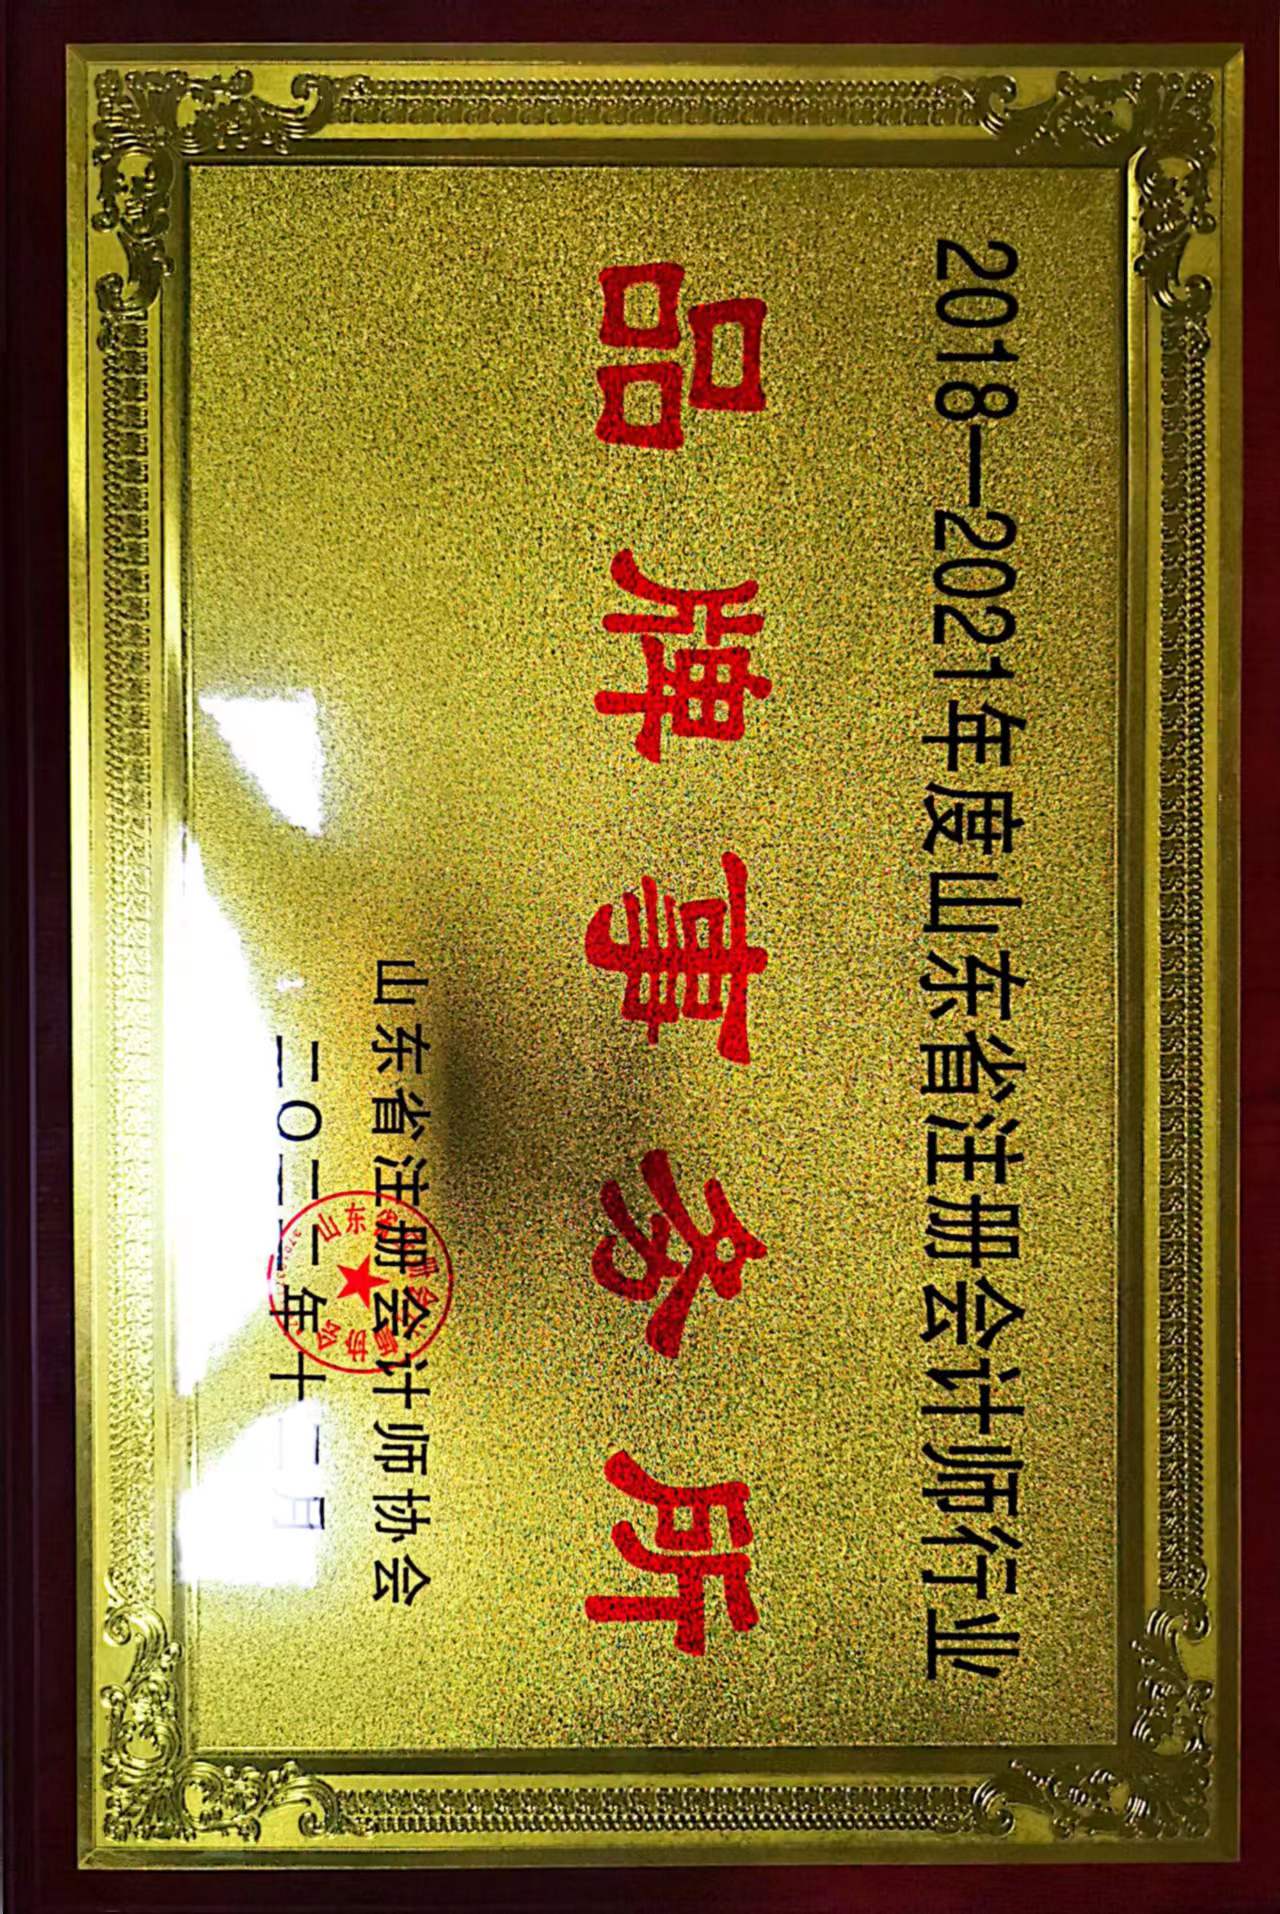 2018—2021年度山东省注册会计师行业
品牌事务所
山东省注册会计师协会
二〇二二年十二月